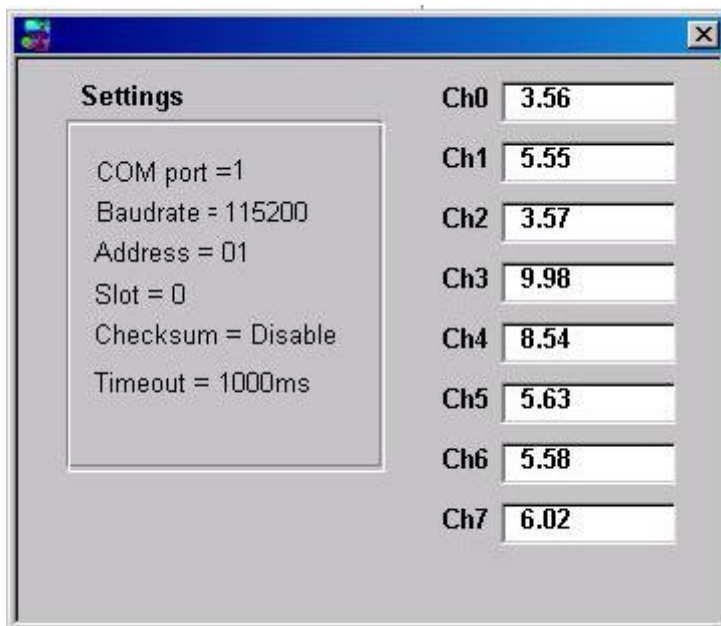 Settings
COM port =1
Baudrate = 115200
Address = 01
Slot = 0
Checksum = Disable
Timeout = 1000ms
Ch0 3.56
Ch1 5.55
Ch2 3.57
Ch3 9.98
Ch4 8.54
Ch5 5.63
Ch6 5.58
Ch7 6.02